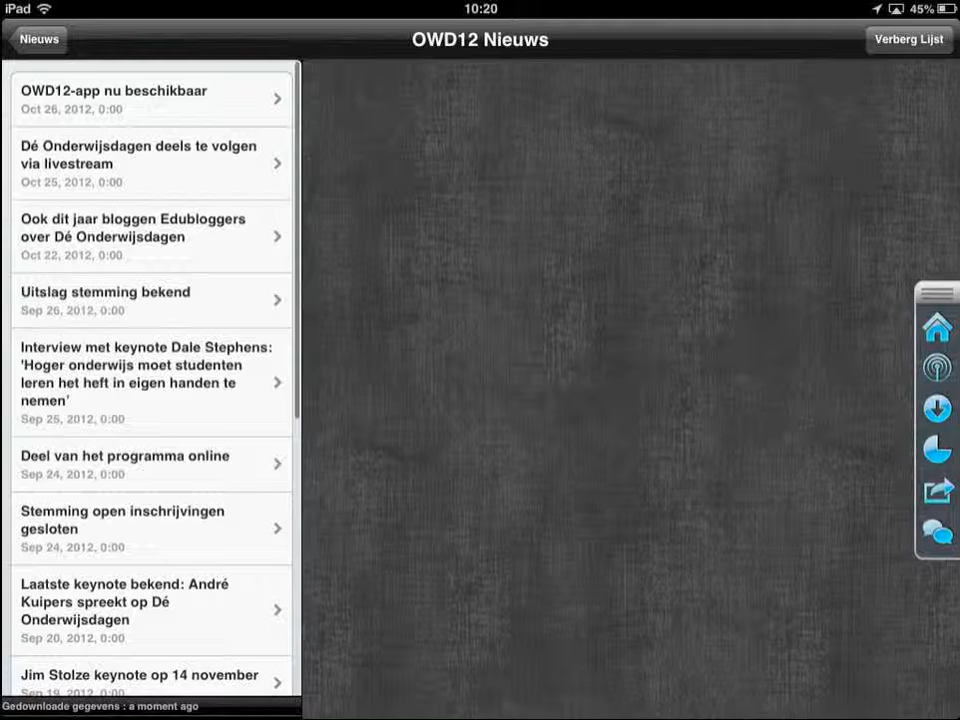 iPad
10:20
45%
Nieuws
OWD12 Nieuws
Verberg Lijst
OWD12-app nu beschikbaar
Oct 26, 2012, 0:00
Dé Onderwijsdagen deels te volgen
via livestream
Oct 25, 2012, 0:00
Ook dit jaar bloggen Edubloggers
over Dé Onderwijsdagen
Oct 22, 2012, 0:00
Uitslag stemming bekend
Sep 26, 2012, 0:00
Interview met keynote Dale Stephens:
'Hoger onderwijs moet studenten
leren het heft in eigen handen te
nemen'
Sep 25, 2012, 0:00
Deel van het programma online
Sep 24, 2012, 0:00
Stemming open inschrijvingen
gesloten
Sep 24, 2012, 0:00
Laatste keynote bekend: André
Kuipers spreekt op Dé
Onderwijsdagen
Sep 20, 2012, 0:00
Jim Stolze keynote op 14 november
Sep 19, 2012, 0:00
Gedownloade gegevens : a moment ago